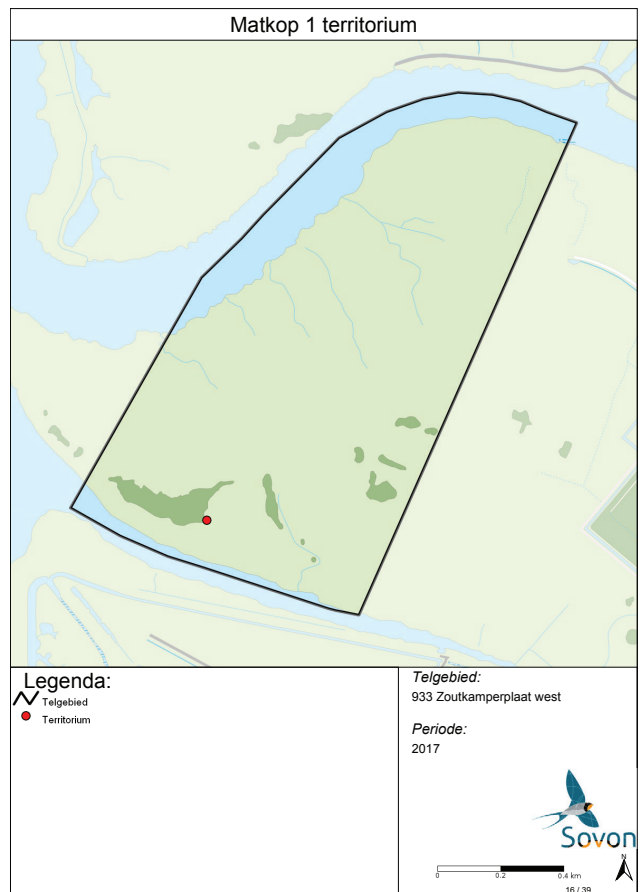 Matkop 1 territorium
Legenda:
Telgebied
Territorium
Telgebied:
933 Zoutkamperplaat west
Periode:
2017
Sovon
N
0 0.2 0.4 km
16 / 39